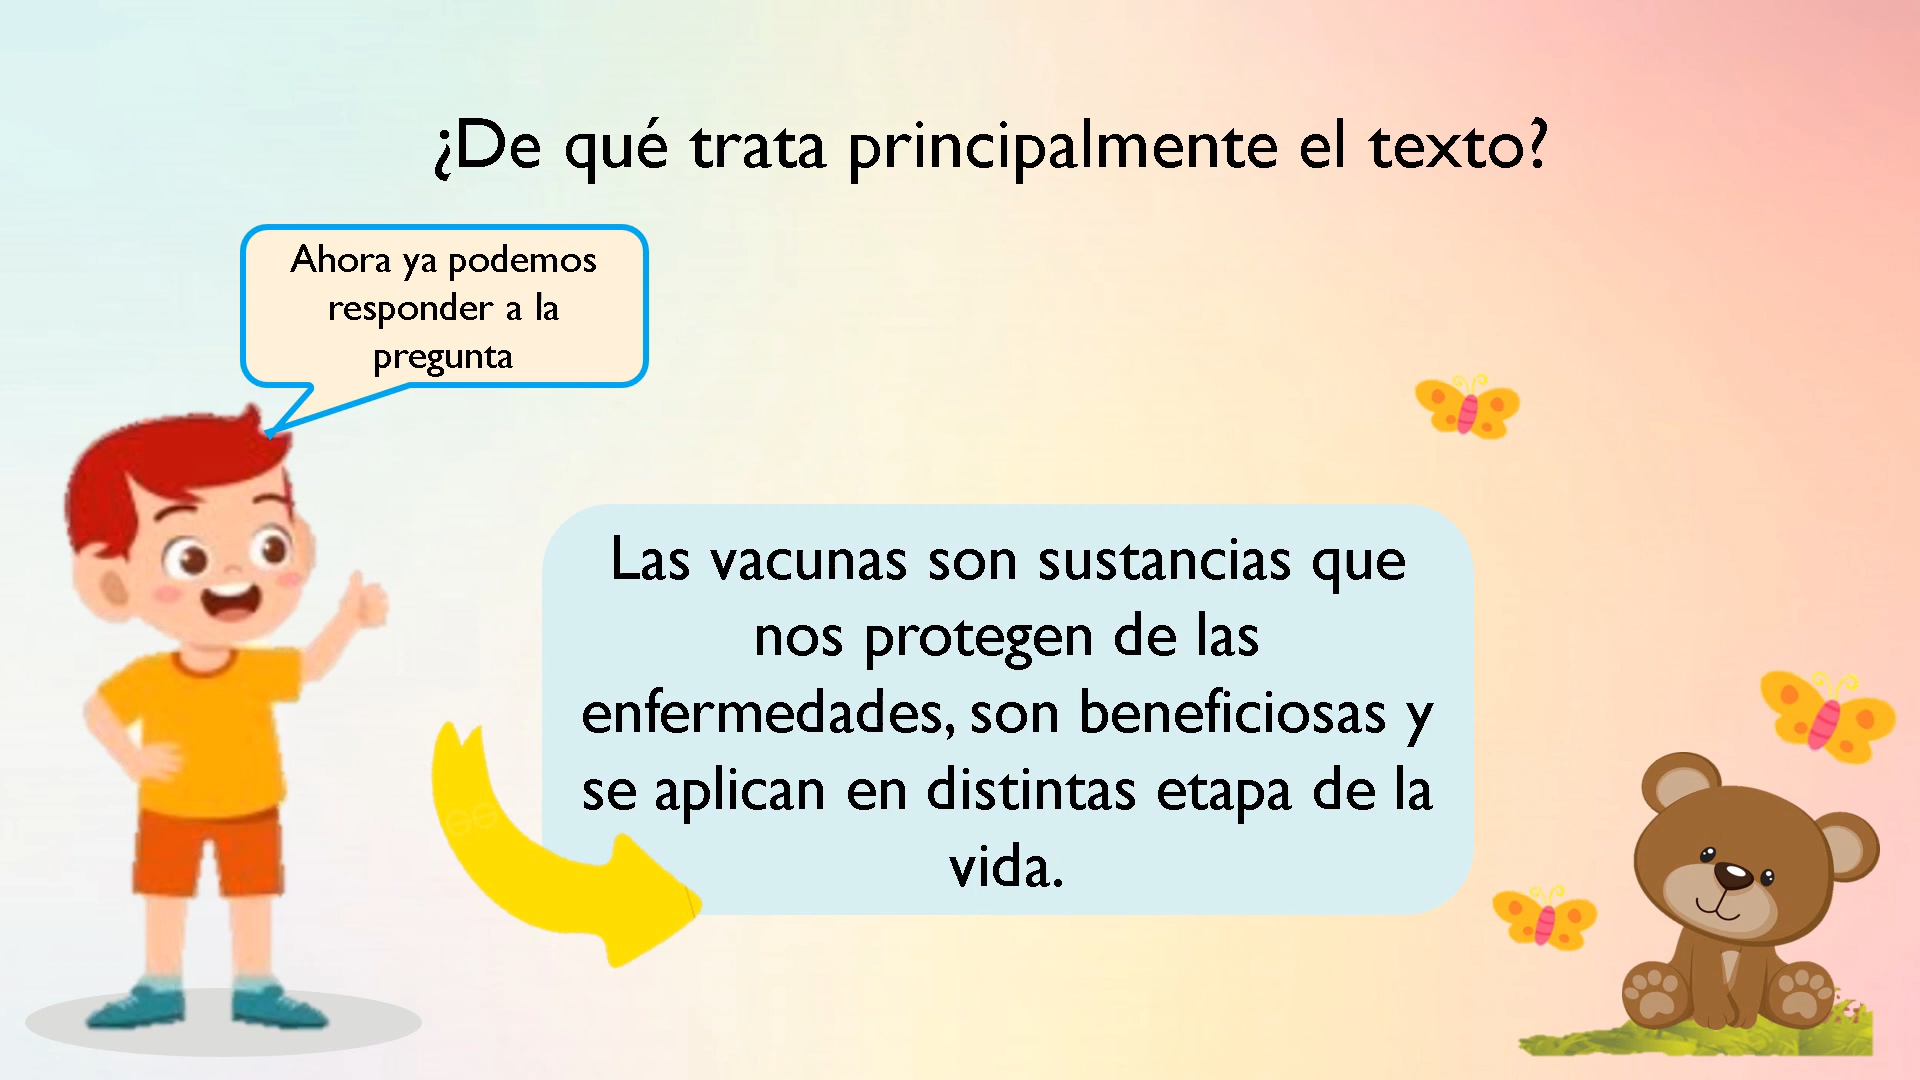 ¿De qué trata principalmente el texto?
Ahora ya podemos
responder a la
pregunta
Las vacunas son sustancias que
nos protegen de las
enfermedades, son beneficiosas y
se aplican en distintas etapa de la
vida.